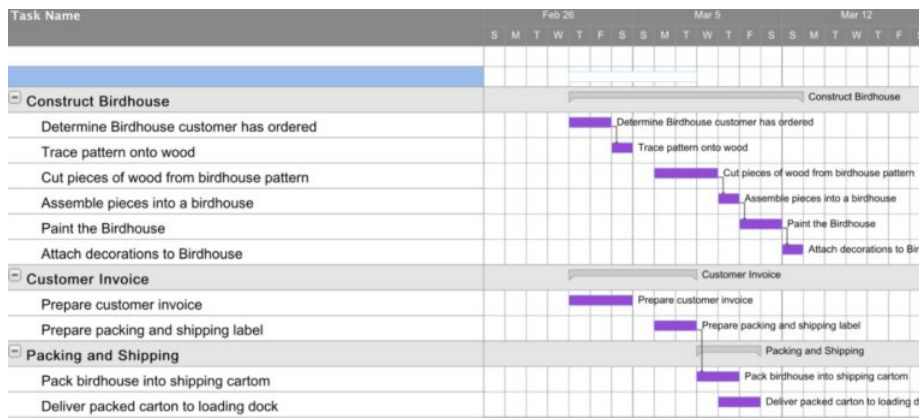 Task Name
Feb 26 Mar 5 Mar 12
S M T W T F S S M T W T F S S M T W T F
Construct Birdhouse Construct Birdhouse
Determine Birdhouse customer has ordered Determine Birdhouse customer has ordered
Trace pattern onto wood Trace pattern onto wood
Cut pieces of wood from birdhouse pattern Cut pieces of wood from birdhouse pattern
Assemble pieces into a birdhouse Assemble pieces into a birdhouse
Paint the Birdhouse Paint the Birdhouse
Attach decorations to Birdhouse Attach decorations to Bir
Customer Invoice Customer Invoice
Prepare customer invoice Prepare customer invoice
Prepare packing and shipping label Prepare packing and shipping label
Packing and Shipping Packing and Shipping
Pack birdhouse into shipping cartom Pack birdhouse into shipping cartom
Deliver packed carton to loading dock Deliver packed carton to loading d